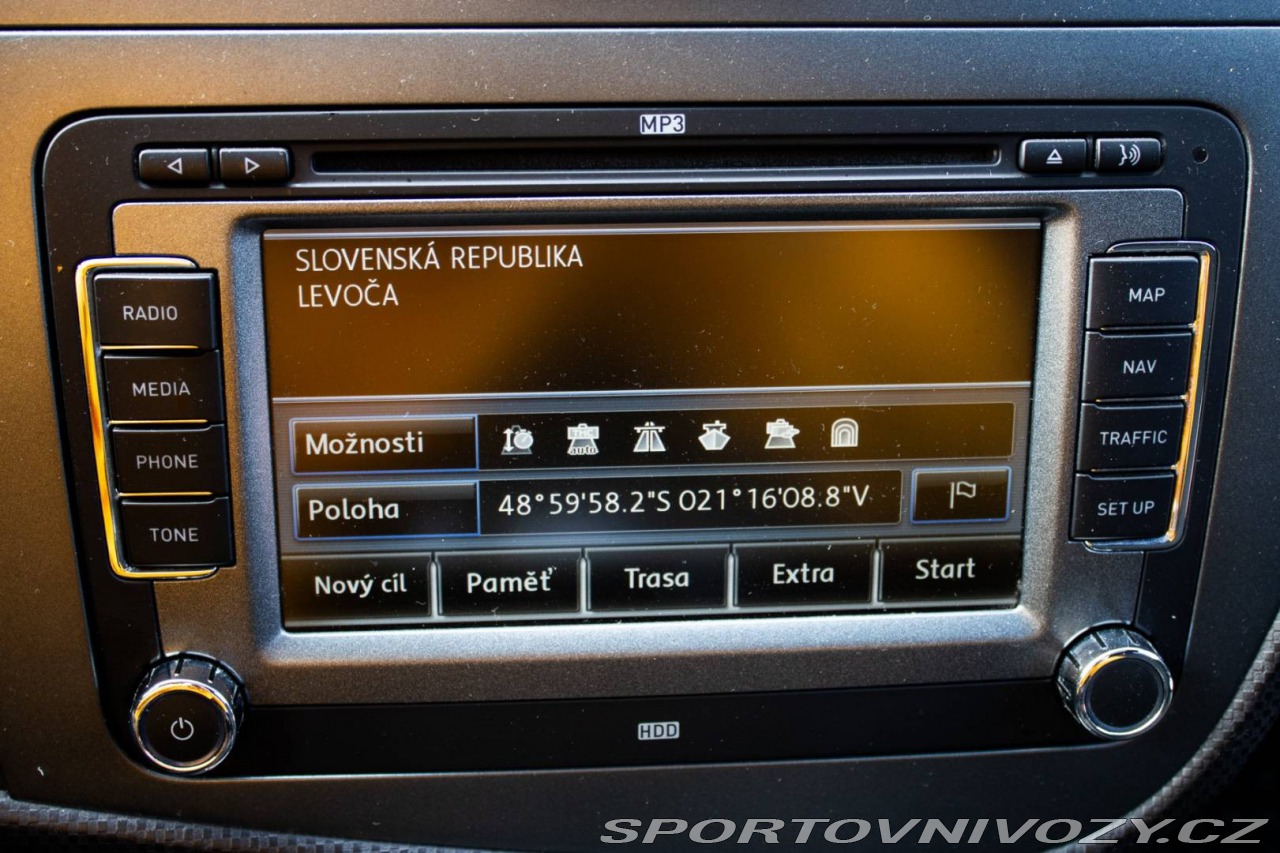 MP3
SLOVENSKÁ REPUBLIKA
LEVOČA
RADIO
MEDIA
PHONE
TONE
Možnosti
Poloha
48°59'58.2"S 021°16'08.8"V
Nový cíl
Paměť
Trasa
Extra
Start
MAP
NAV
TRAFFIC
SET UP
HDD
SPORTOVNIVOZY.CZ